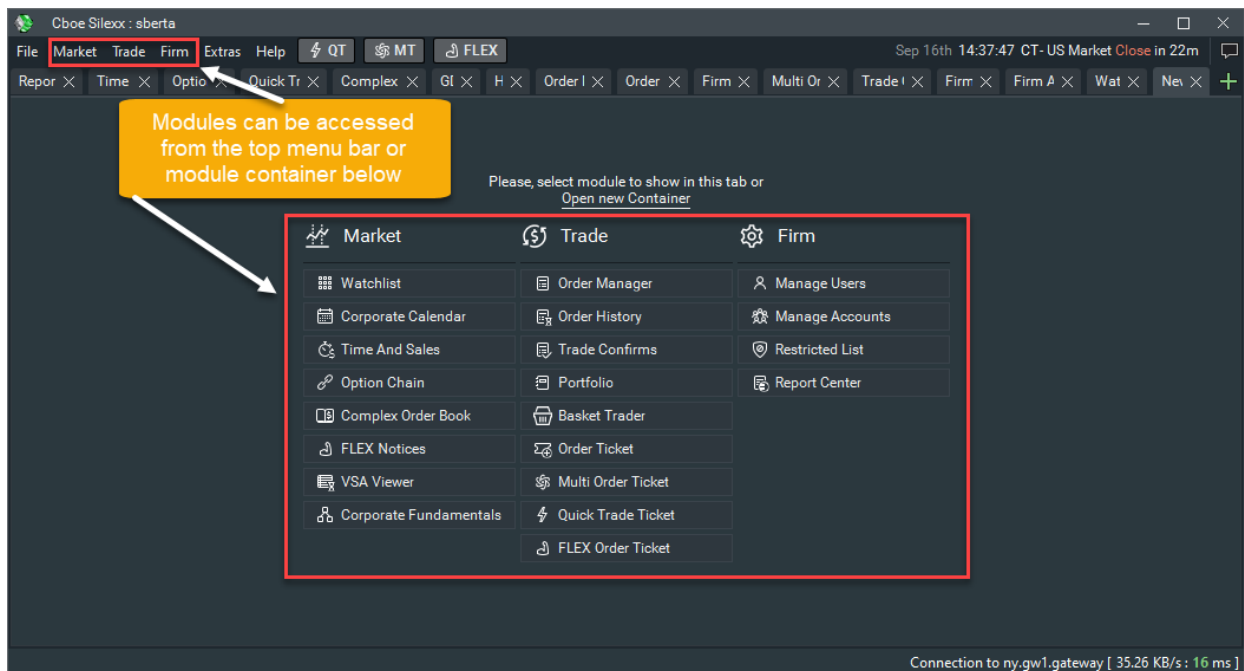 Cboe Silexx : sberta
File Market Trade Firm Extras Help QT MT FLEX Sep 16th 14:37:47 CT- US Market Close in 22m
Repor Time Optio Quick Tr Complex GI H Order I Order Firm Multi Or Trade Firm Firm A Wat Nev
Modules can be accessed
from the top menu bar or
module container below
Please, select module to show in this tab or
Open new Container
Market Trade Firm
Watchlist Order Manager Manage Users
Corporate Calendar Order History Manage Accounts
Time And Sales Trade Confirms Restricted List
Option Chain Portfolio Report Center
Complex Order Book Basket Trader
FLEX Notices Order Ticket
VSA Viewer Multi Order Ticket
Corporate Fundamentals Quick Trade Ticket
FLEX Order Ticket
Connection to ny.gw1.gateway [ 35.26 KB/s : 16 ms ]